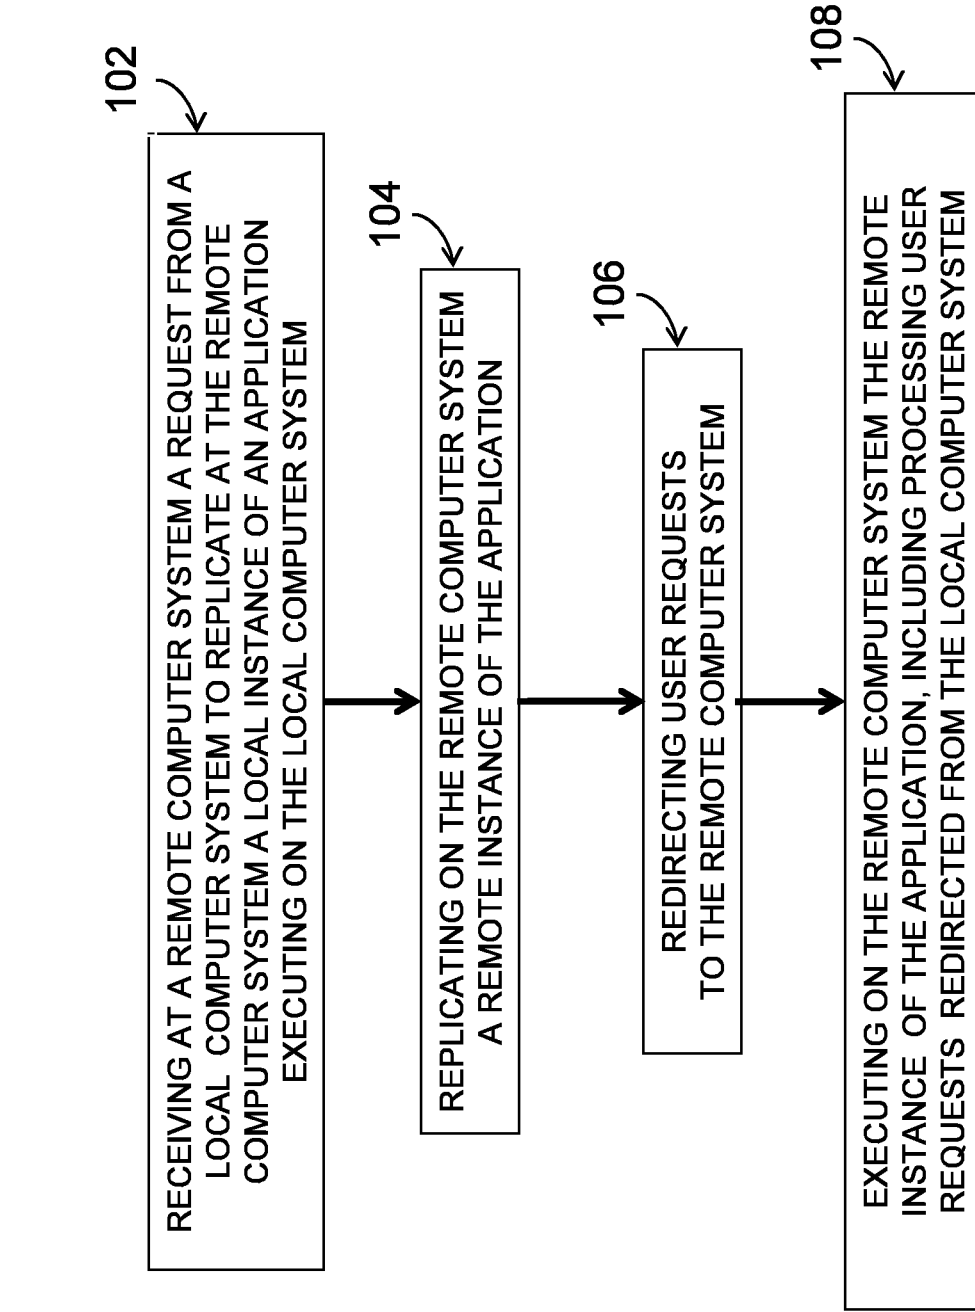 102
RECEIVING AT A REMOTE COMPUTER SYSTEM A REQUEST FROM A
LOCAL COMPUTER SYSTEM TO REPLICATE AT THE REMOTE
COMPUTER SYSTEM A LOCAL INSTANCE OF AN APPLICATION
EXECUTING ON THE LOCAL COMPUTER SYSTEM
104
REPLICATING ON THE REMOTE COMPUTER SYSTEM
A REMOTE INSTANCE OF THE APPLICATION
106
REDIRECTING USER REQUESTS
TO THE REMOTE COMPUTER SYSTEM
108
EXECUTING ON THE REMOTE COMPUTER SYSTEM THE REMOTE
INSTANCE OF THE APPLICATION, INCLUDING PROCESSING USER
REQUESTS REDIRECTED FROM THE LOCAL COMPUTER SYSTEM